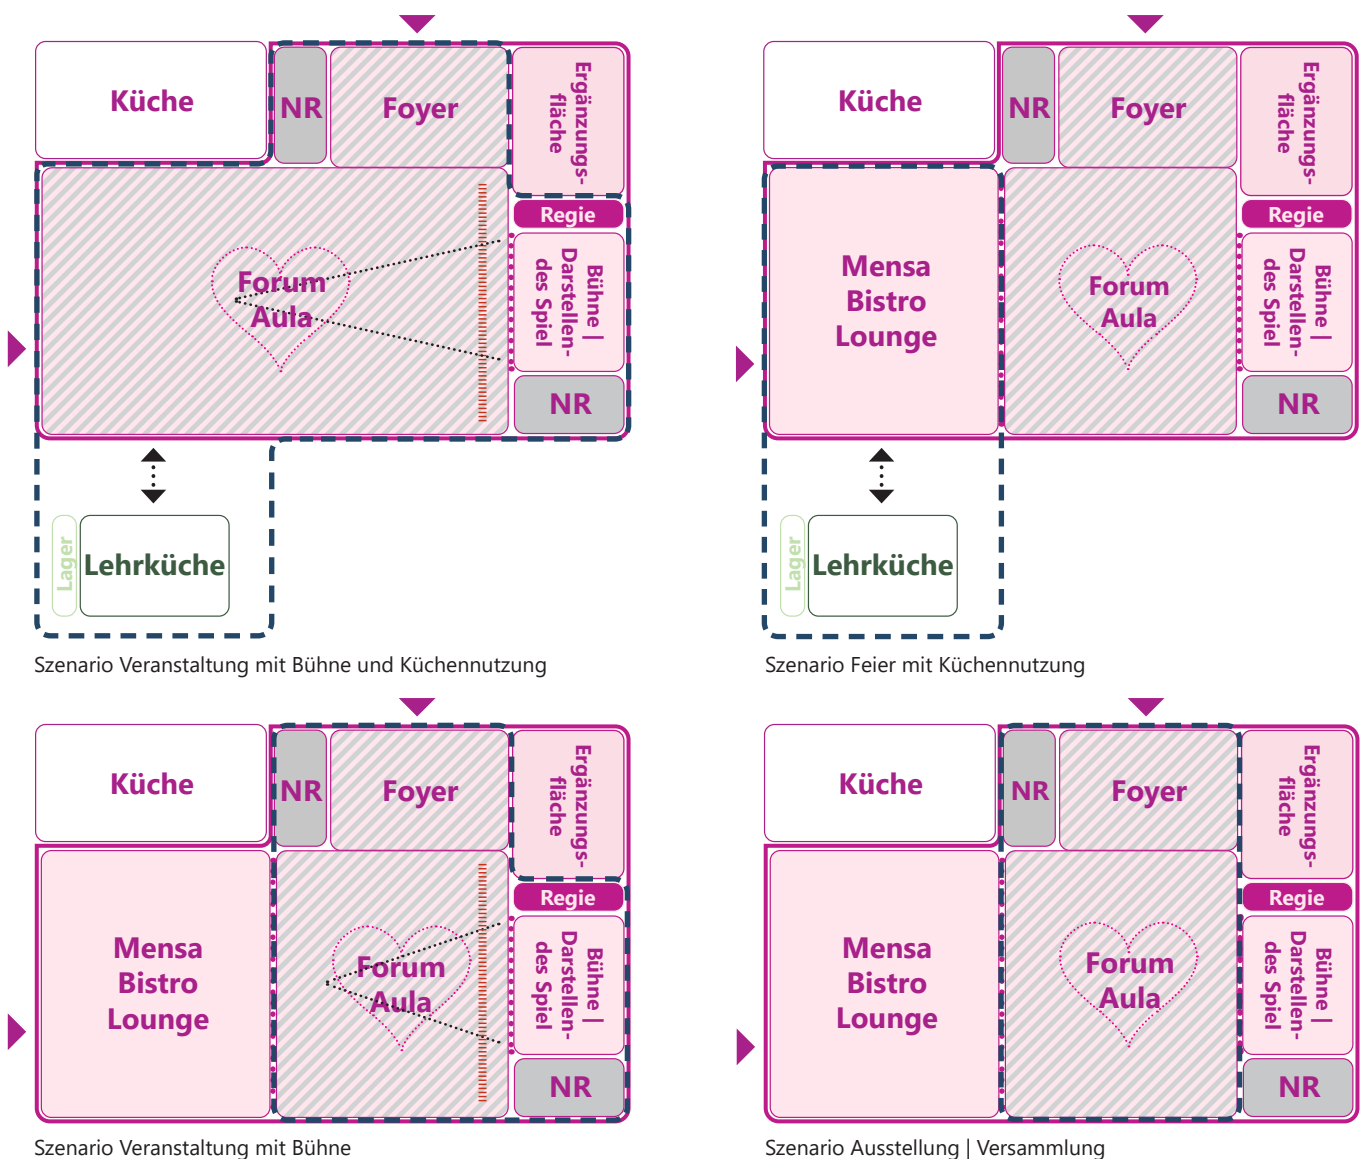 Küche
NR
Foyer
Ergänzungs-
fläche
Regie
Forum
Aula
Bühne |
Darstellen-
des Spiel
NR
Lager
Lehrküche
Szenario Veranstaltung mit Bühne und Küchennutzung
Küche
NR
Foyer
Ergänzungs-
fläche
Regie
Mensa
Bistro
Lounge
Forum
Aula
Bühne |
Darstellen-
des Spiel
NR
Lager
Lehrküche
Szenario Feier mit Küchennutzung
Küche
NR
Foyer
Ergänzungs-
fläche
Regie
Mensa
Bistro
Lounge
Forum
Aula
Bühne |
Darstellen-
des Spiel
NR
Szenario Veranstaltung mit Bühne
Küche
NR
Foyer
Ergänzungs-
fläche
Regie
Mensa
Bistro
Lounge
Forum
Aula
Bühne |
Darstellen-
des Spiel
NR
Szenario Ausstellung | Versammlung